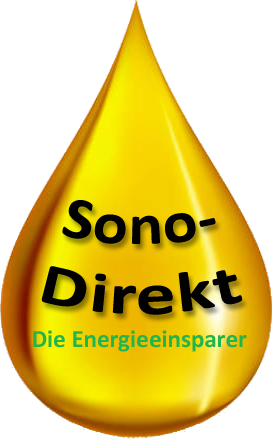 Sono-
Direkt
Die Energieeinsparer